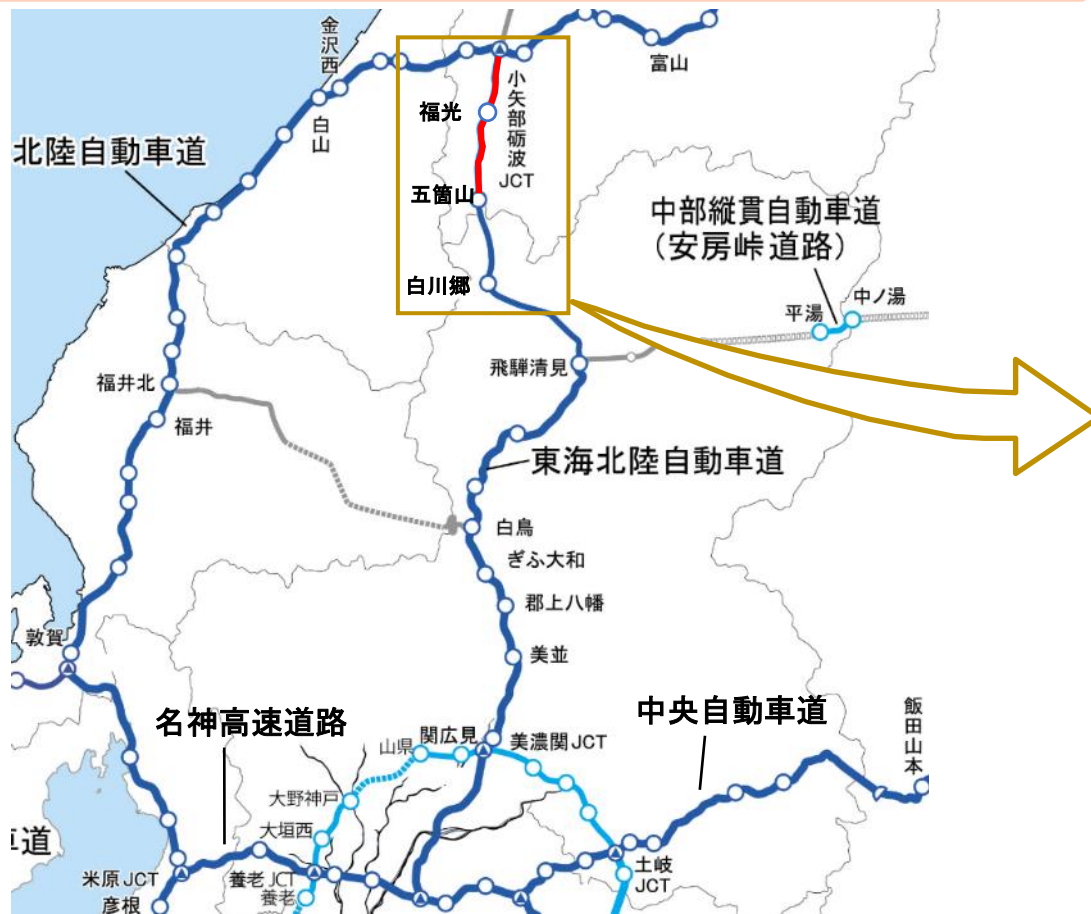 金沢西
白山
北陸自動車道
富山
小矢部砺波JCT
福光
五箇山
白川郷
中部縦貫自動車道
（安房峠道路）
平湯
中ノ湯
飛騨清見
福井北
福井
東海北陸自動車道
白鳥
ぎふ大和
郡上八幡
美並
敦賀
名神高速道路
山県
関広見
美濃関JCT
中央自動車道
飯田山本
大野神戸
大垣西
車道
米原JCT
彦根
養老JCT
養老
土岐
JCT